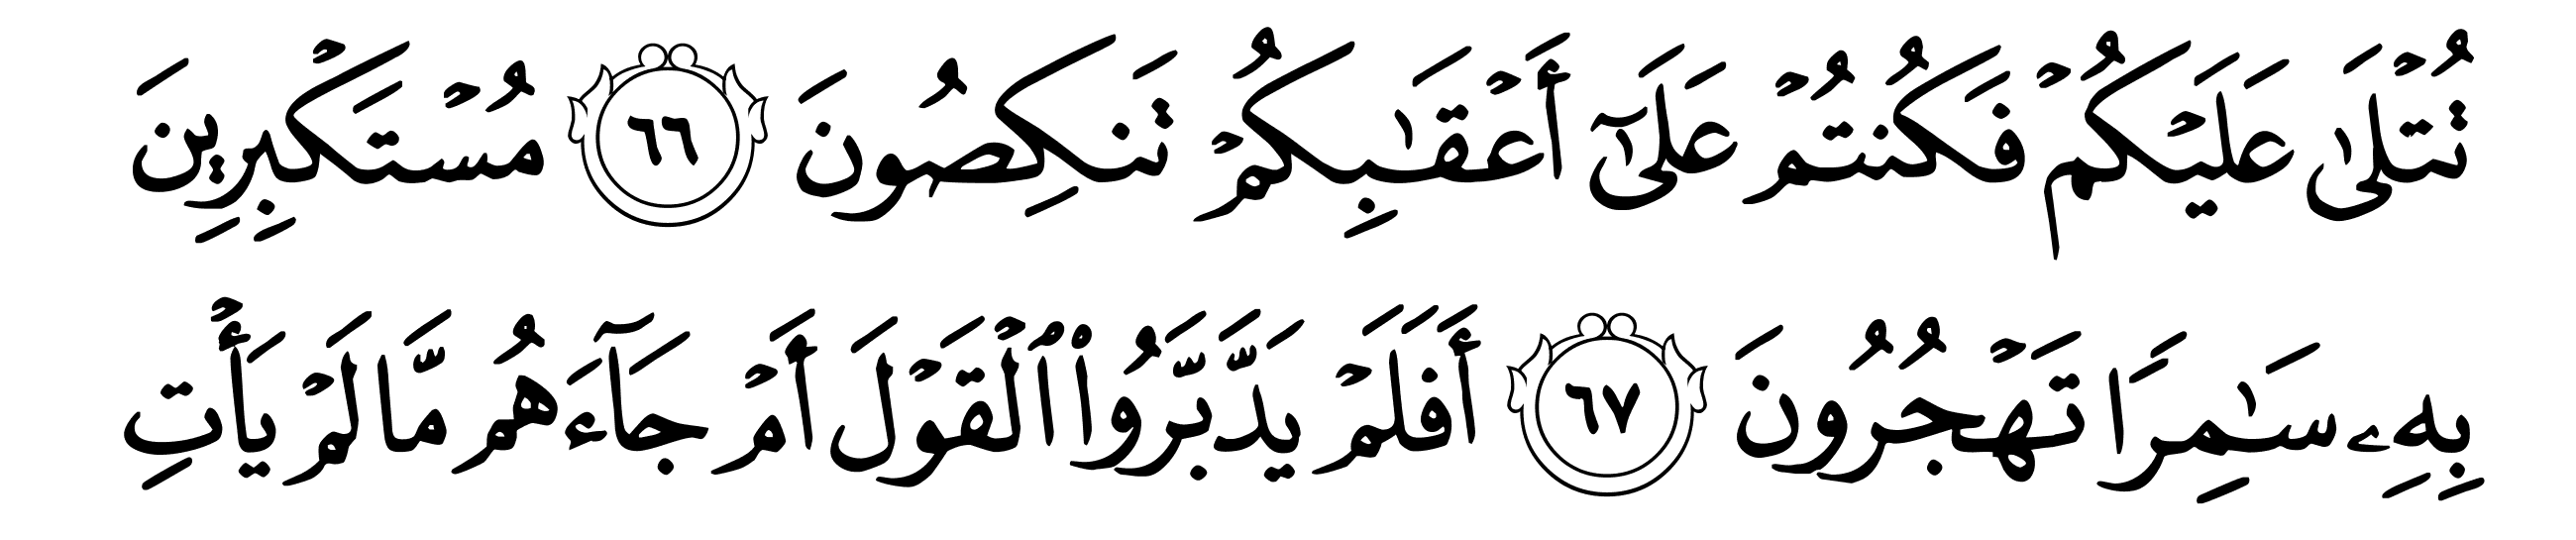 تُتْلَىٰ عَلَيْكُمْ فَكُنتُمْ عَلَىٰٓ أَعْقَـٰبِكُمْ تَنكِصُونَ ٦٦ مُسْتَكْبِرِينَ
بِهِۦ سَـٰمِرًا تَهْجُرُونَ ٦٧ أَفَلَمْ يَدَّبَّرُوا۟ ٱلْقَوْلَ أَمْ جَآءَهُم مَّا لَمْ يَأْتِ